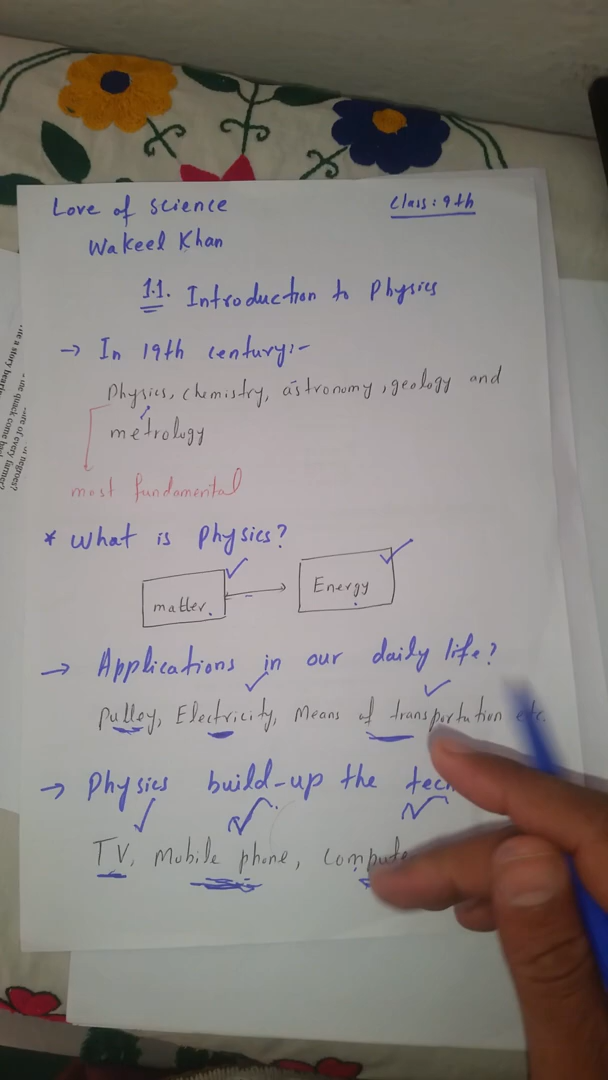 Love of science
Class: 9th
Wakeel Khan
1.1. Introduction to Physics
→ In 19th century:-
Physics, chemistry, astronomy, geology and
metrology
most fundamental
* What is Physics?
matter.
Energy
→ Applications in our daily life?
Pulley, Electricity, Means of transportation etc.
→ Physics build-up the
TV, Mobile phone,